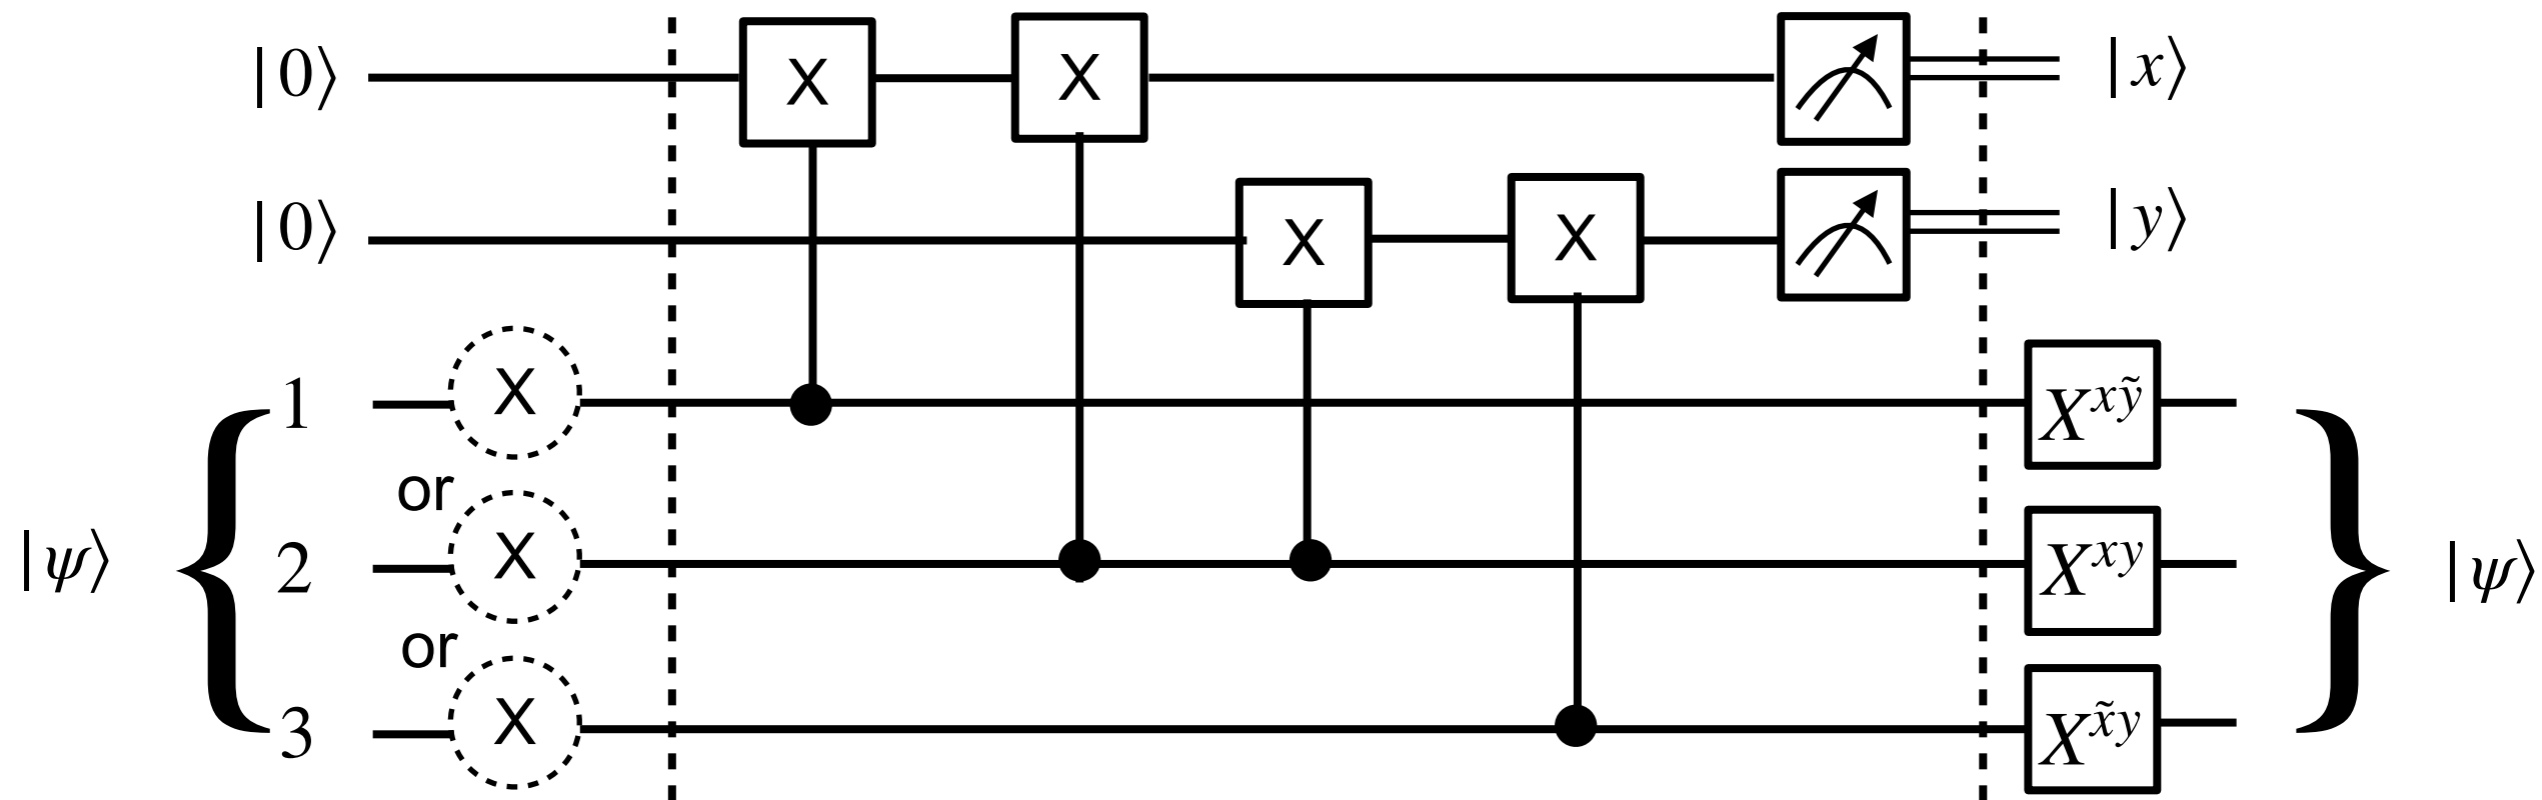 |0⟩ X X |x⟩
|0⟩ X X |y⟩
1 X X^{xỹ}
or
|ψ⟩ { 2 X X^{xy} } |ψ⟩
or
3 X X^{x̃y}